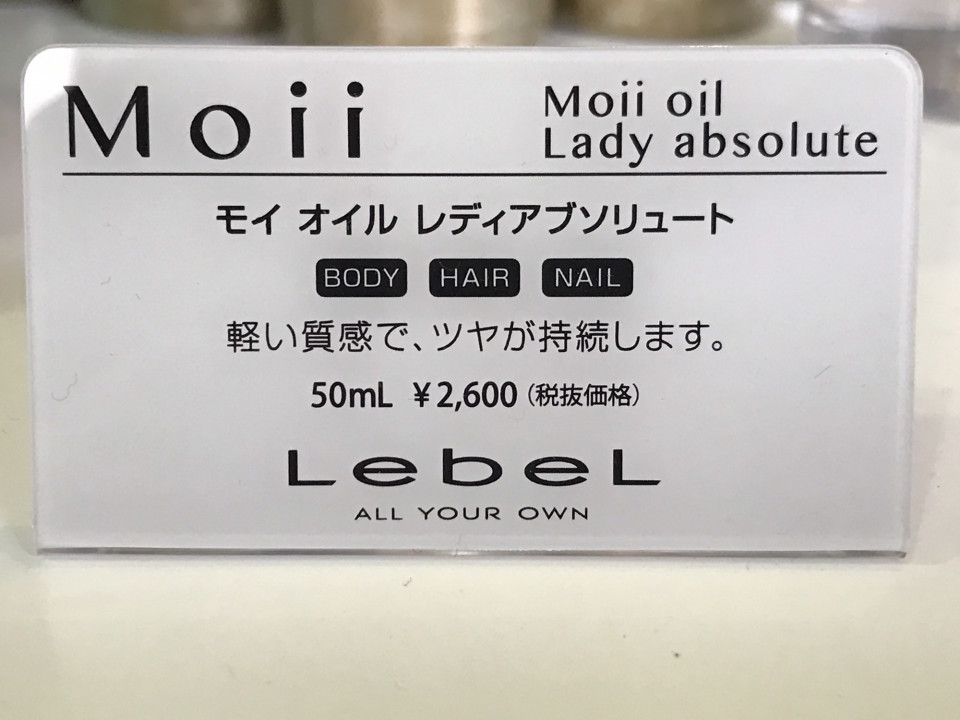 Moii
Moii oil
Lady absolute
モイ オイル レディアブソリュート
BODY HAIR NAIL
軽い質感で、ツヤが持続します。
50mL ¥2,600（税抜価格）
LebeL
ALL YOUR OWN